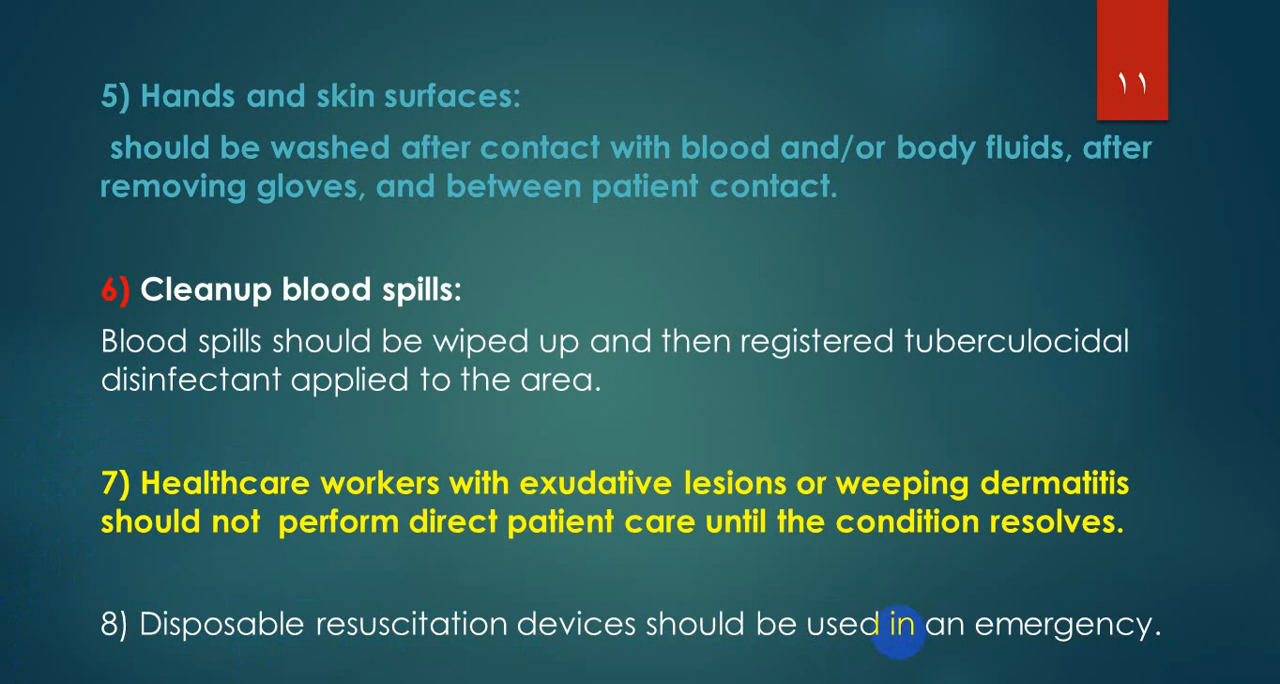 ١١
5) Hands and skin surfaces:
should be washed after contact with blood and/or body fluids, after
removing gloves, and between patient contact.
6) Cleanup blood spills:
Blood spills should be wiped up and then registered tuberculocidal
disinfectant applied to the area.
7) Healthcare workers with exudative lesions or weeping dermatitis
should not perform direct patient care until the condition resolves.
8) Disposable resuscitation devices should be used in an emergency.